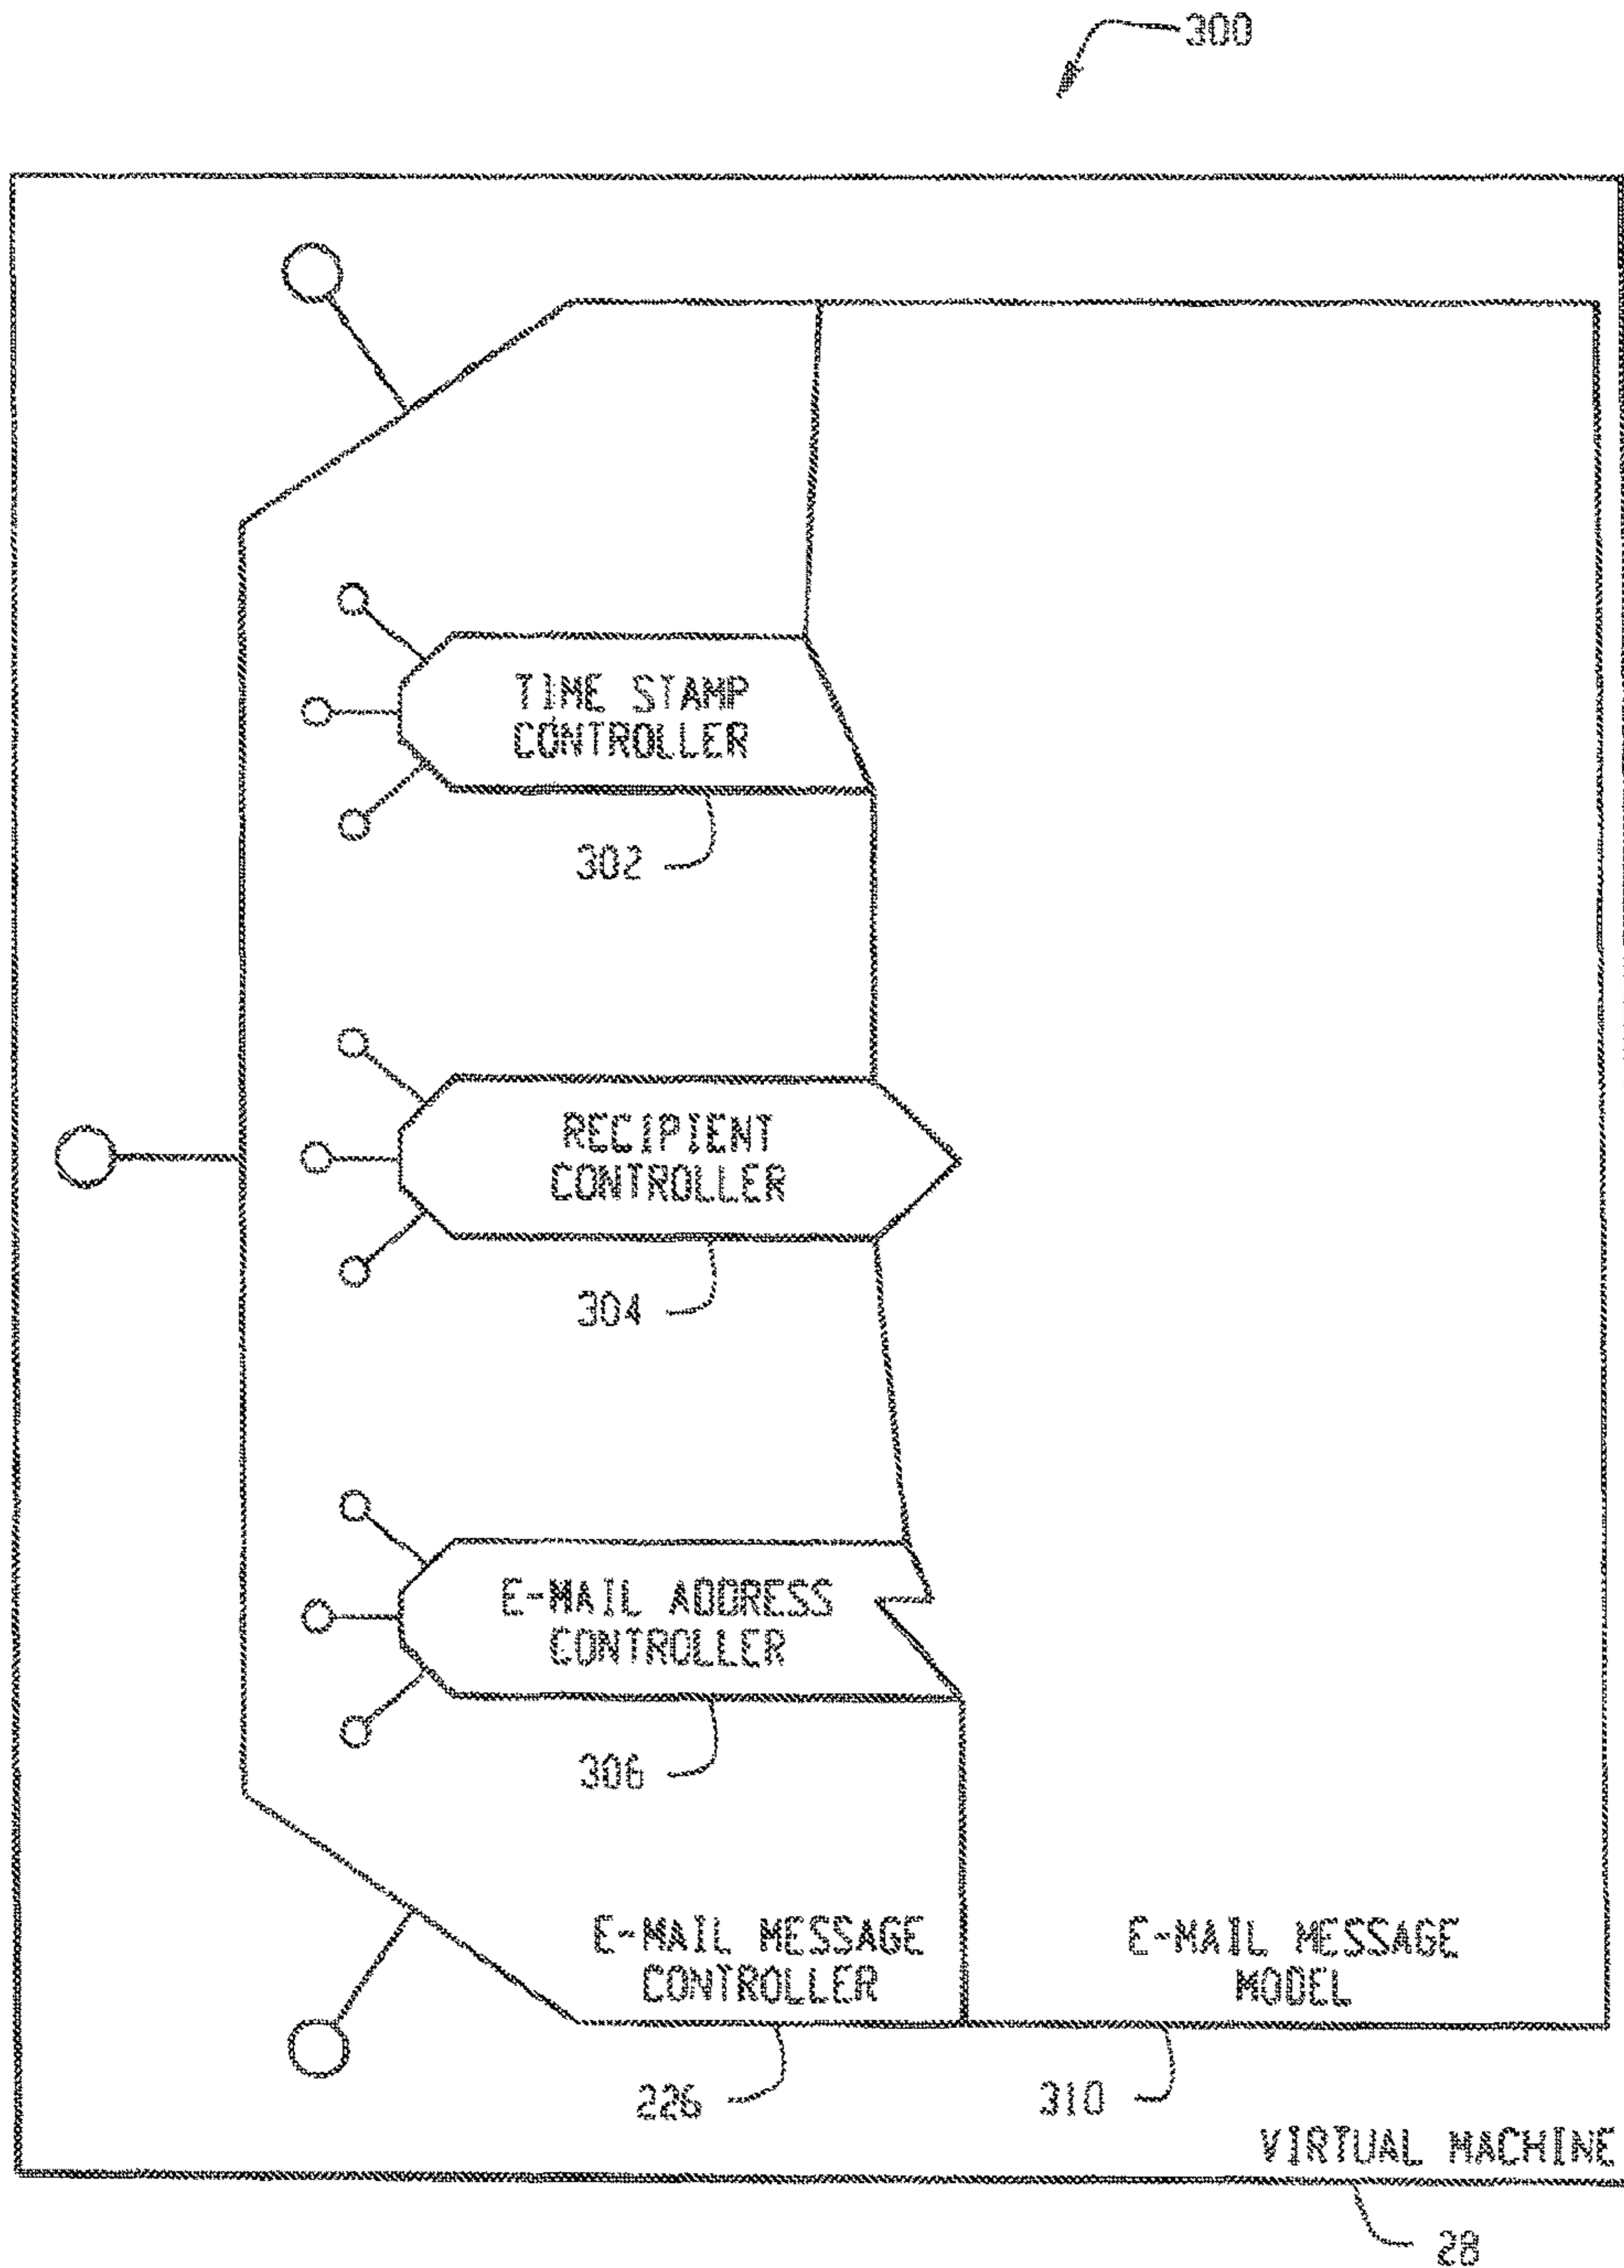 300
TIME STAMP
CONTROLLER
302
RECIPIENT
CONTROLLER
304
E-MAIL ADDRESS
CONTROLLER
306
E-MAIL MESSAGE
CONTROLLER
E-MAIL MESSAGE
MODEL
226
310
VIRTUAL MACHINE
28